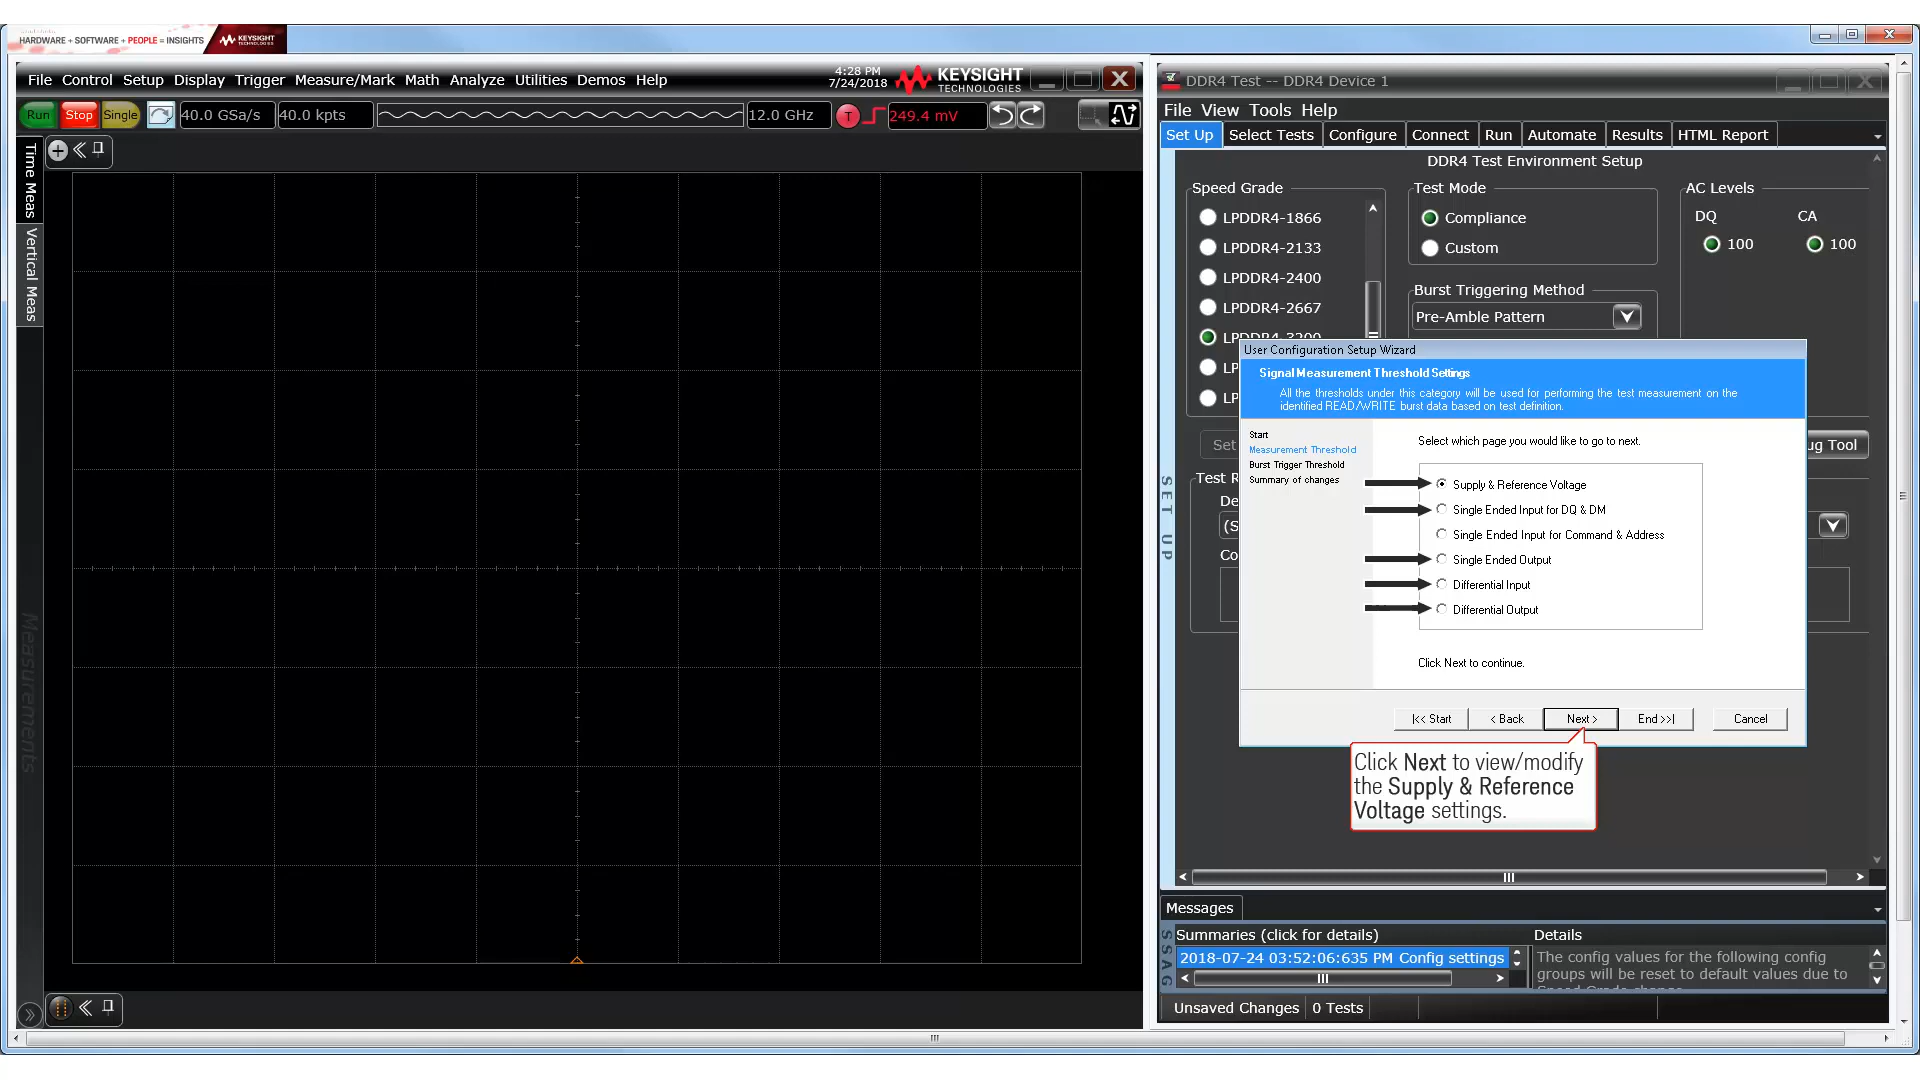 HARDWARE + SOFTWARE + PEOPLE = INSIGHTS
KEYSIGHT
TECHNOLOGIES
File Control Setup Display Trigger Measure/Mark Math Analyze Utilities Demos Help
4:28 PM
7/24/2018
KEYSIGHT
TECHNOLOGIES
Run Stop Single 40.0 GSa/s 40.0 kpts 12.0 GHz T 249.4 mV
Time Meas
Vertical Meas
Measurements
DDR4 Test -- DDR4 Device 1
File View Tools Help
Set Up Select Tests Configure Connect Run Automate Results HTML Report
DDR4 Test Environment Setup
Speed Grade
LPDDR4-1866
LPDDR4-2133
LPDDR4-2400
LPDDR4-2667
LPDDR4-3200
LP
LP
Test Mode
Compliance
Custom
Burst Triggering Method
Pre-Amble Pattern
AC Levels
DQ CA
100 100
Set
ug Tool
Test R
De
(S
Co
SET UP
User Configuration Setup Wizard
Signal Measurement Threshold Settings
All the thresholds under this category will be used for performing the test measurement on the
identified READ/WRITE burst data based on test definition.
Start
Measurement Threshold
Burst Trigger Threshold
Summary of changes
Select which page you would like to go to next.
Supply & Reference Voltage
Single Ended Input for DQ & DM
Single Ended Input for Command & Address
Single Ended Output
Differential Input
Differential Output
Click Next to continue.
|<< Start < Back Next > End >>| Cancel
Click Next to view/modify
the Supply & Reference
Voltage settings.
Messages
SSAG
Summaries (click for details)
2018-07-24 03:52:06:635 PM Config settings
Details
The config values for the following config
groups will be reset to default values due to
Speed Grade change
Unsaved Changes 0 Tests